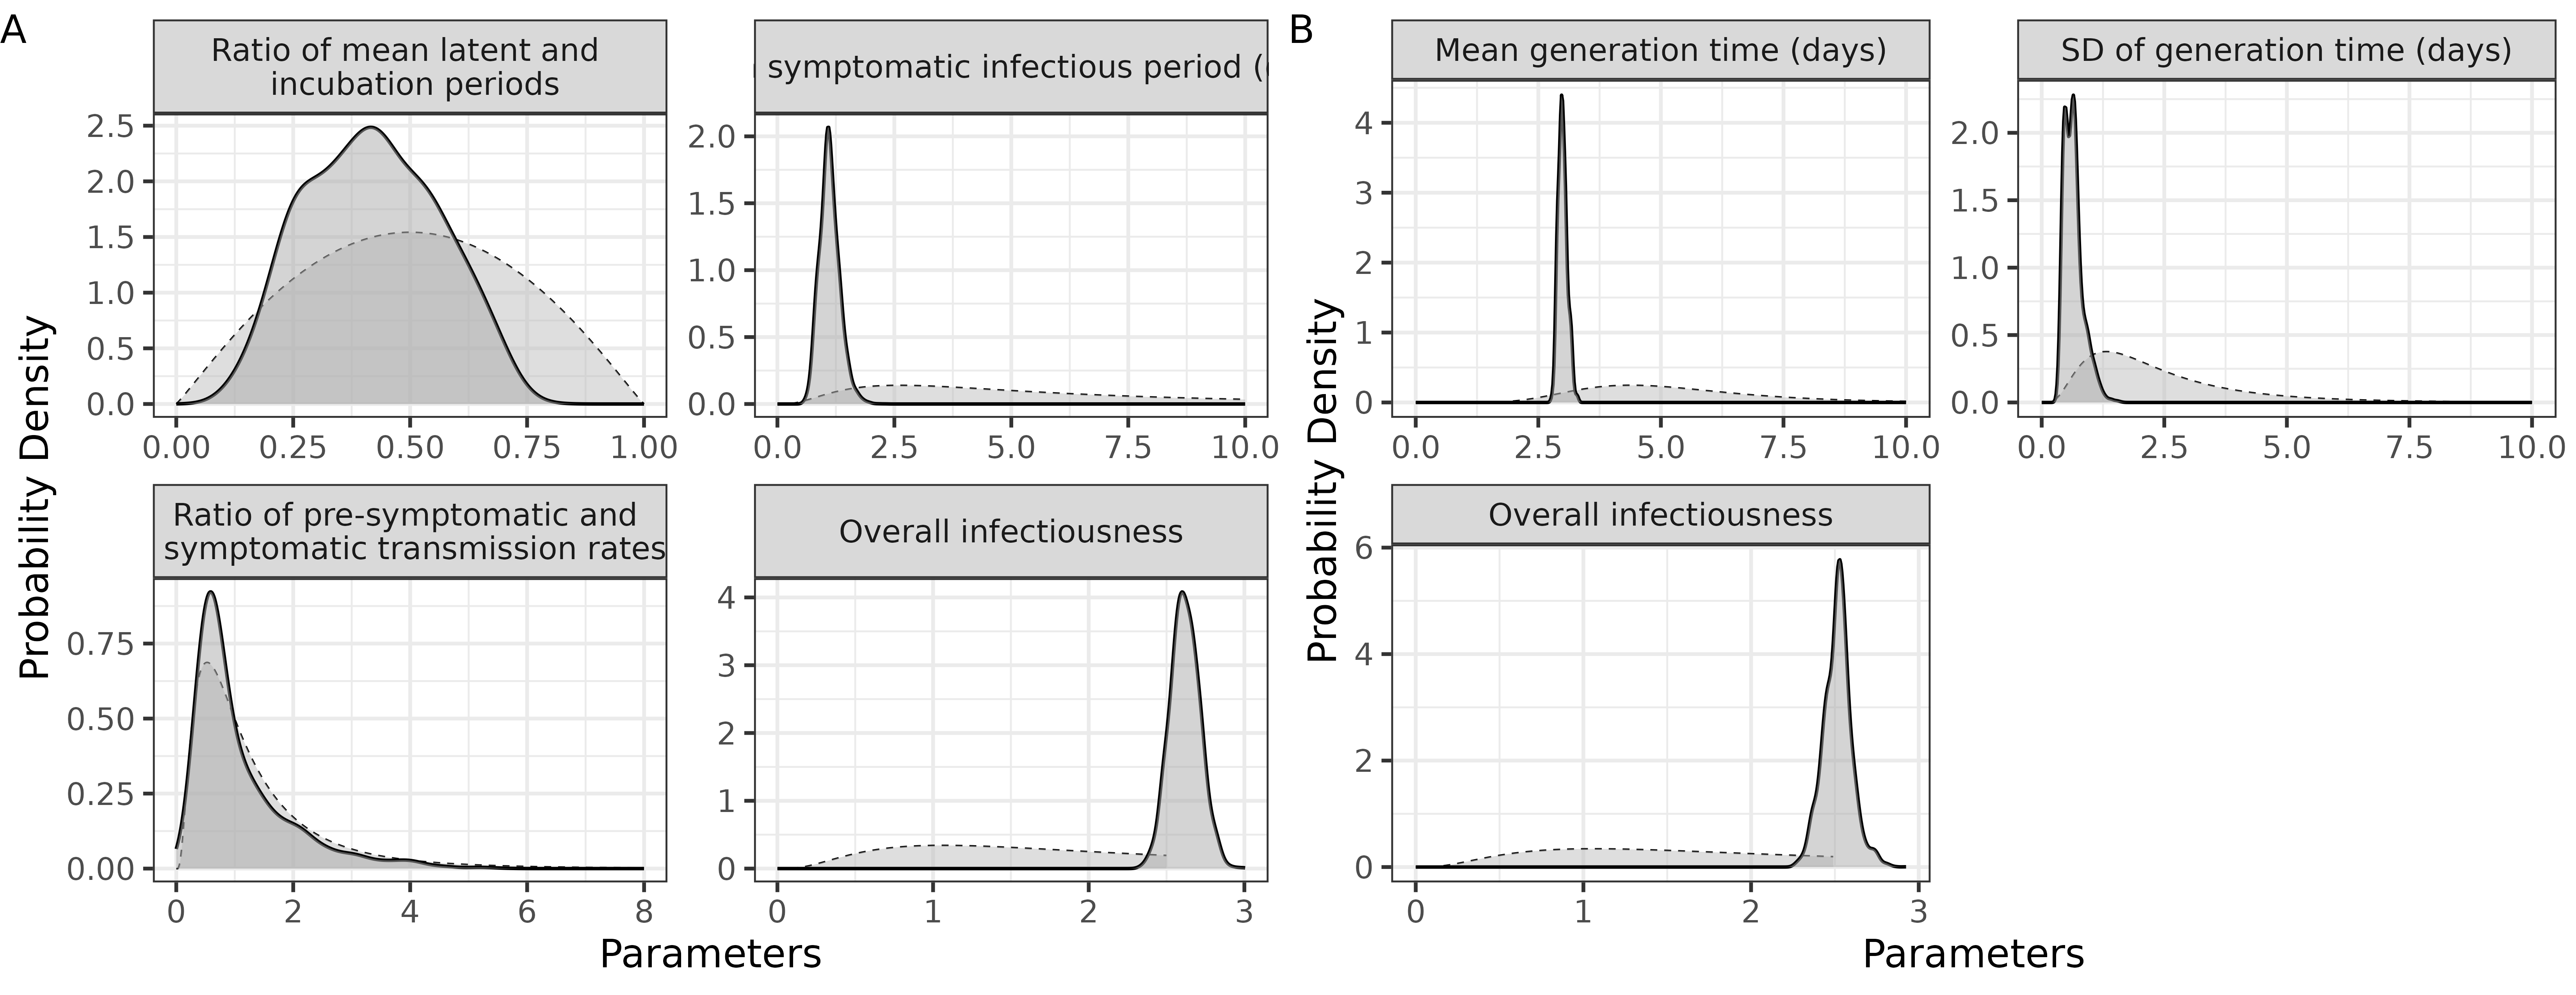 A
Ratio of mean latent and
incubation periods
symptomatic infectious period (
2.5
2.0
1.5
1.0
0.5
0.0
0.00 0.25 0.50 0.75 1.00
2.0
1.5
1.0
0.5
0.0
0.0 2.5 5.0 7.5 10.0
Ratio of pre-symptomatic and
symptomatic transmission rates
Overall infectiousness
0.75
0.50
0.25
0.00
0 2 4 6 8
4
3
2
1
0
0 1 2 3
Probability Density
Parameters
B
Mean generation time (days)
SD of generation time (days)
4
3
2
1
0
0.0 2.5 5.0 7.5 10.0
2.0
1.5
1.0
0.5
0.0
0.0 2.5 5.0 7.5 10.0
Overall infectiousness
6
4
2
0
0 1 2 3
Probability Density
Parameters